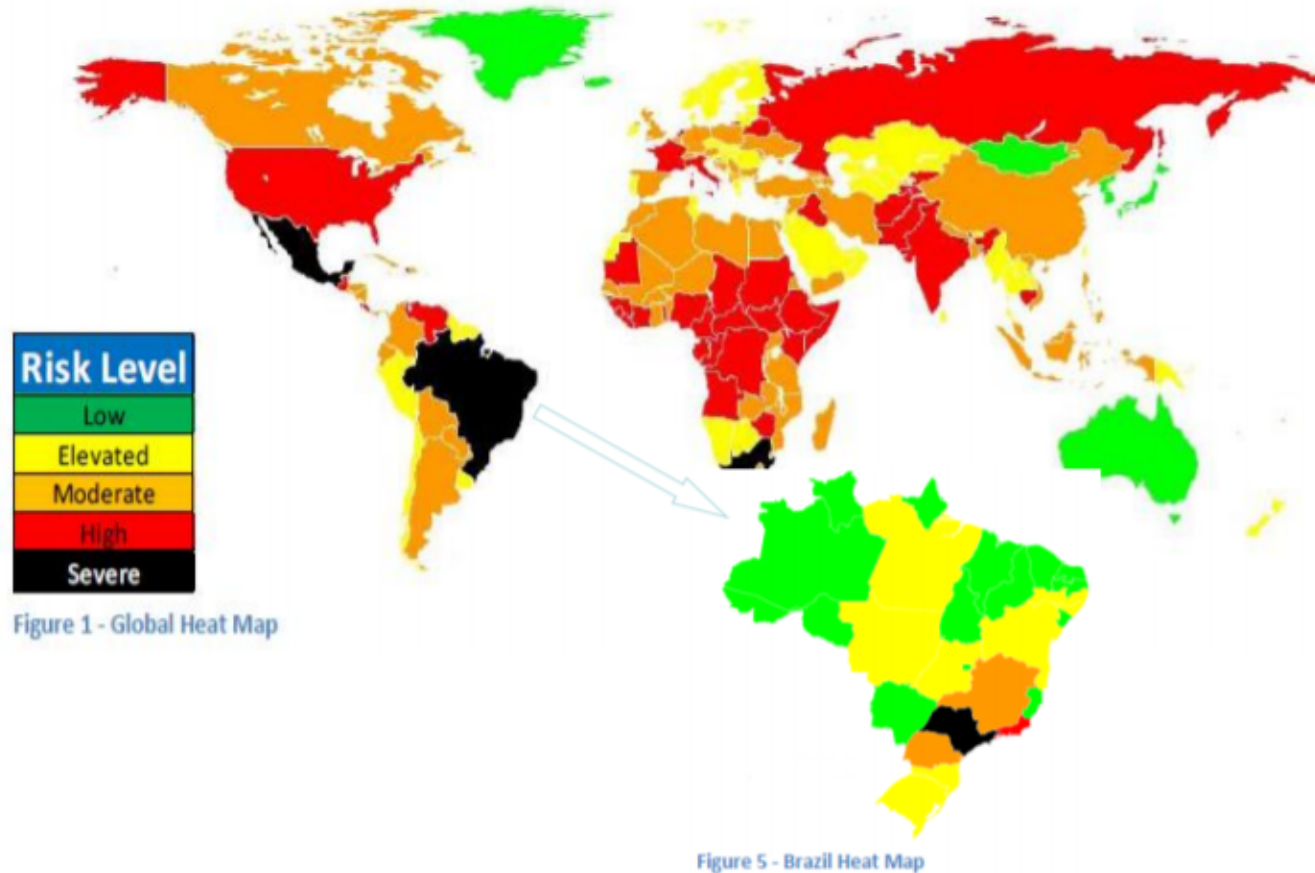 Risk Level
Low
Elevated
Moderate
High
Severe
Figure 1 - Global Heat Map
Figure 5 - Brazil Heat Map